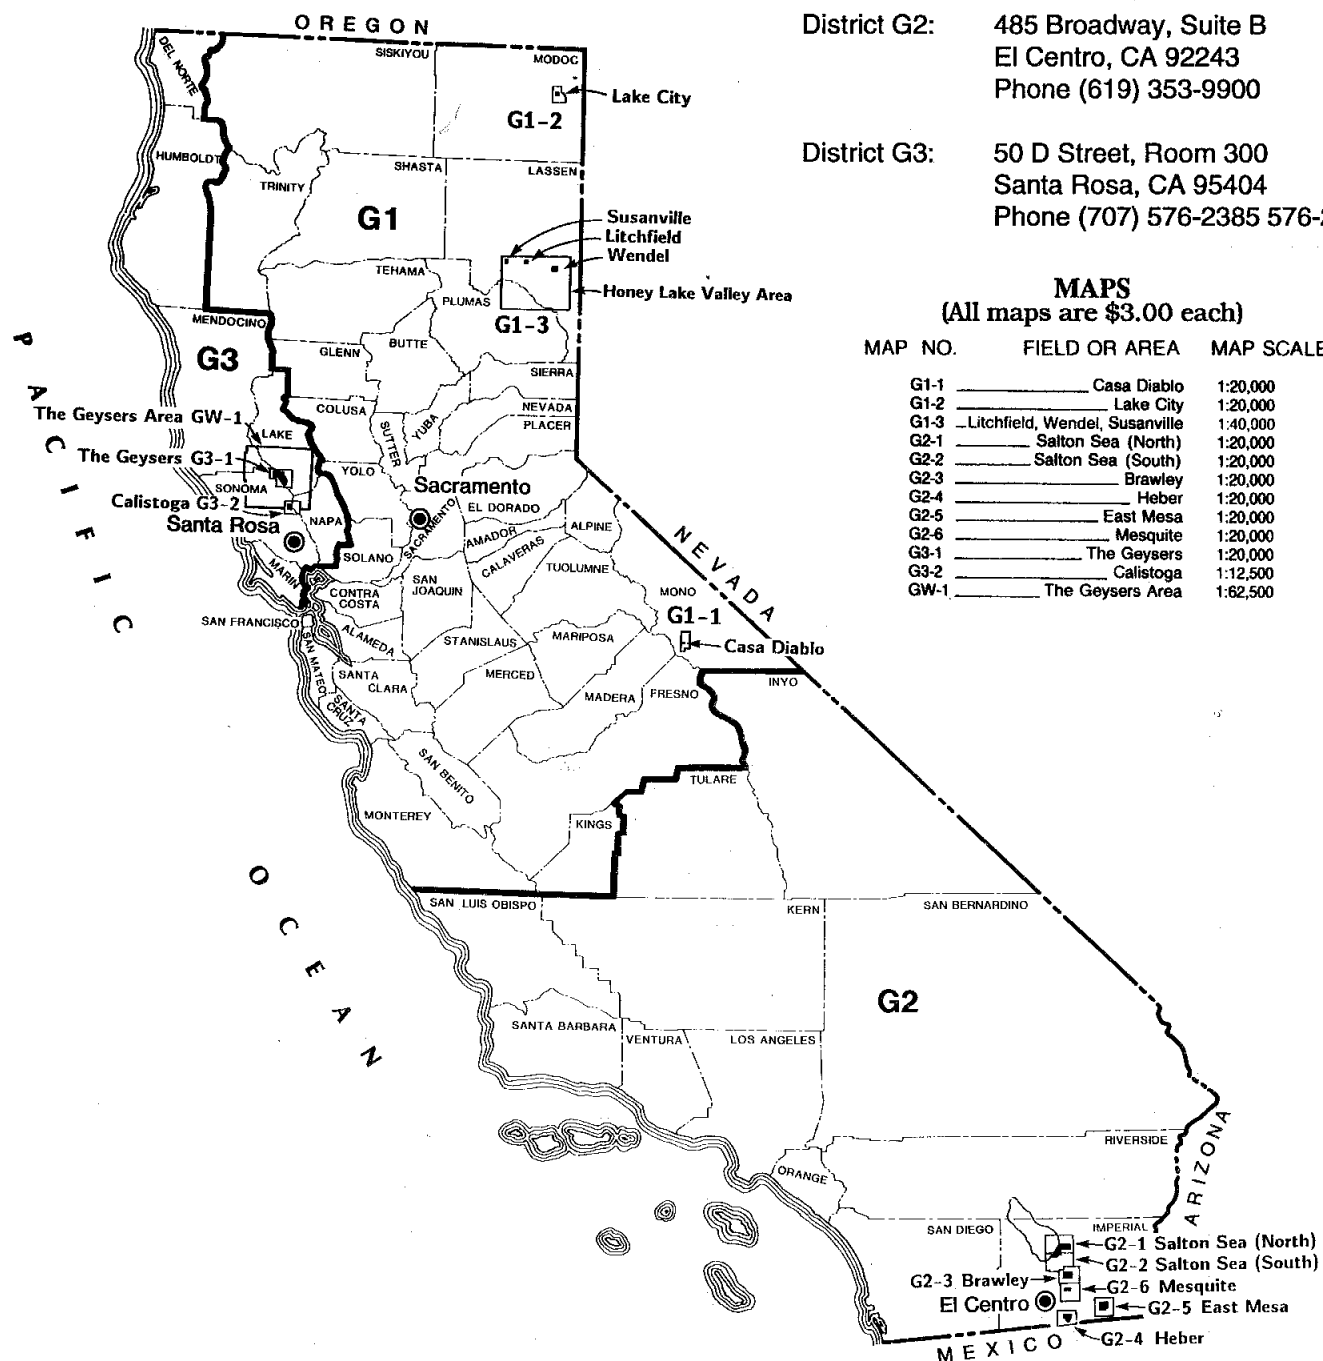 District G2: 485 Broadway, Suite B
El Centro, CA 92243
Phone (619) 353-9900
District G3: 50 D Street, Room 300
Santa Rosa, CA 95404
Phone (707) 576-2385 576-
MAPS
(All maps are $3.00 each)
MAP NO. FIELD OR AREA MAP SCALE
G1-1 Casa Diablo 1:20,000
G1-2 Lake City 1:20,000
G1-3 Litchfield, Wendel, Susanville 1:40,000
G2-1 Salton Sea (North) 1:20,000
G2-2 Salton Sea (South) 1:20,000
G2-3 Brawley 1:20,000
G2-4 Heber 1:20,000
G2-5 East Mesa 1:20,000
G2-6 Mesquite 1:20,000
G3-1 The Geysers 1:20,000
G3-2 Calistoga 1:12,500
GW-1 The Geysers Area 1:62,500
OREGON
DEL NORTE
SISKIYOU
MODOC
Lake City
G1-2
HUMBOLDT
TRINITY
SHASTA
LASSEN
G1
Susanville
Litchfield
Wendel
TEHAMA
PLUMAS
Honey Lake Valley Area
G1-3
MENDOCINO
G3
GLENN
BUTTE
SIERRA
The Geysers Area GW-1
COLUSA
SUTTER
YUBA
NEVADA
PLACER
LAKE
The Geysers G3-1
SONOMA
YOLO
Calistoga G3-2
Sacramento
Santa Rosa
NAPA
SACRAMENTO
EL DORADO
ALPINE
SOLANO
AMADOR
CALAVERAS
NEVADA
MARIN
CONTRA COSTA
SAN JOAQUIN
TUOLUMNE
MONO
G1-1
SAN FRANCISCO
ALAMEDA
STANISLAUS
MARIPOSA
Casa Diablo
SAN MATEO
SANTA CLARA
MERCED
MADERA
FRESNO
INYO
SANTA CRUZ
SAN BENITO
TULARE
MONTEREY
KINGS
PACIFIC
OCEAN
SAN LUIS OBISPO
KERN
SAN BERNARDINO
G2
SANTA BARBARA
VENTURA
LOS ANGELES
RIVERSIDE
ARIZONA
ORANGE
SAN DIEGO
IMPERIAL
G2-1 Salton Sea (North)
G2-2 Salton Sea (South)
G2-3 Brawley
G2-6 Mesquite
El Centro
G2-5 East Mesa
G2-4 Heber
MEXICO